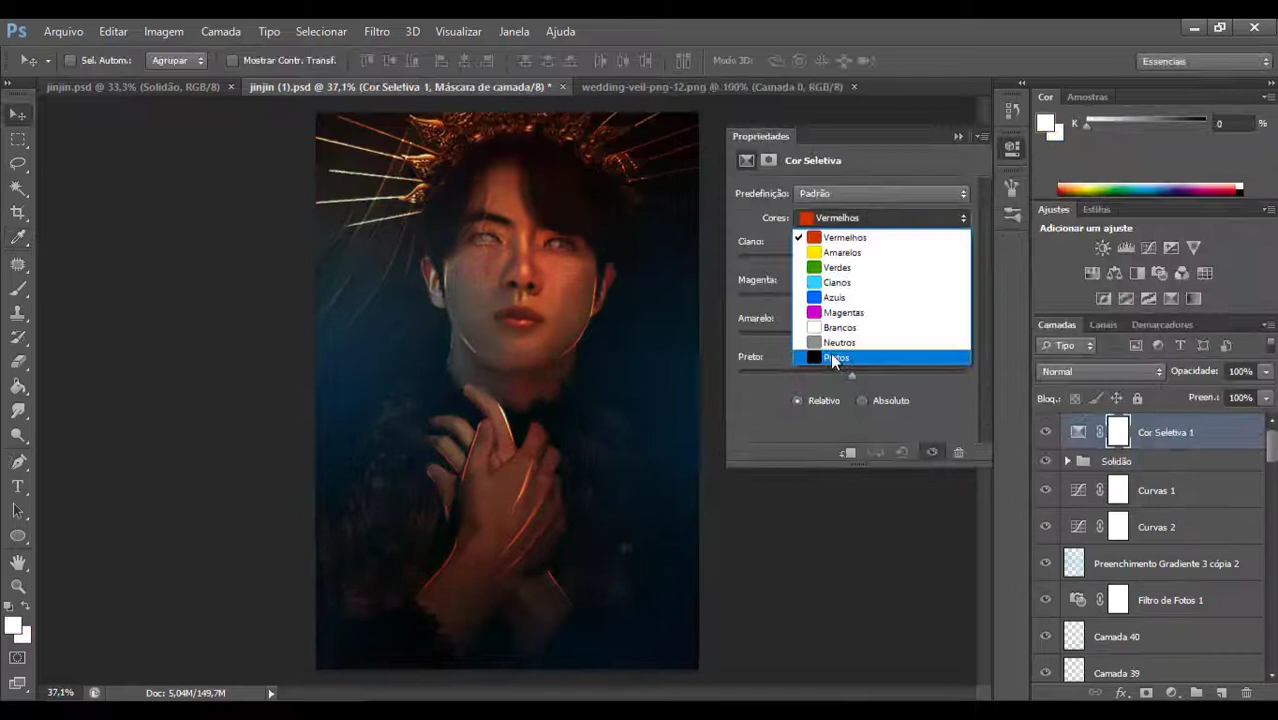 Ps Arquivo Editar Imagem Camada Tipo Selecionar Filtro 3D Visualizar Janela Ajuda
Sel. Autom.: Agrupar Mostrar Contr. Transf. Modo 3D: Essenciais
jinjin.psd @ 33,3% (Solidão, RGB/8) × jinjin (1).psd @ 37,1% (Cor Seletiva 1, Máscara de camada/8) * × wedding-veil-png-12.png @ 100% (Camada 0, RGB/8) ×
Cor Amostras
K 0 %
Propriedades
Cor Seletiva
Predefinição: Padrão
Cores: Vermelhos
Vermelhos
Ciano:
Amarelos
Verdes
Magenta:
Cianos
Azuis
Magentas
Amarelo:
Brancos
Neutros
Preto:
Relativo Absoluto
Ajustes Estilos
Adicionar um ajuste
Camadas Canais Demarcadores
Tipo
Normal Opacidade: 100%
Bloq.: Preen.: 100%
Cor Seletiva 1
Solidão
Curvas 1
Curvas 2
Preenchimento Gradiente 3 cópia 2
Filtro de Fotos 1
Camada 40
Camada 39
37,1% Doc: 5,04M/149,7M